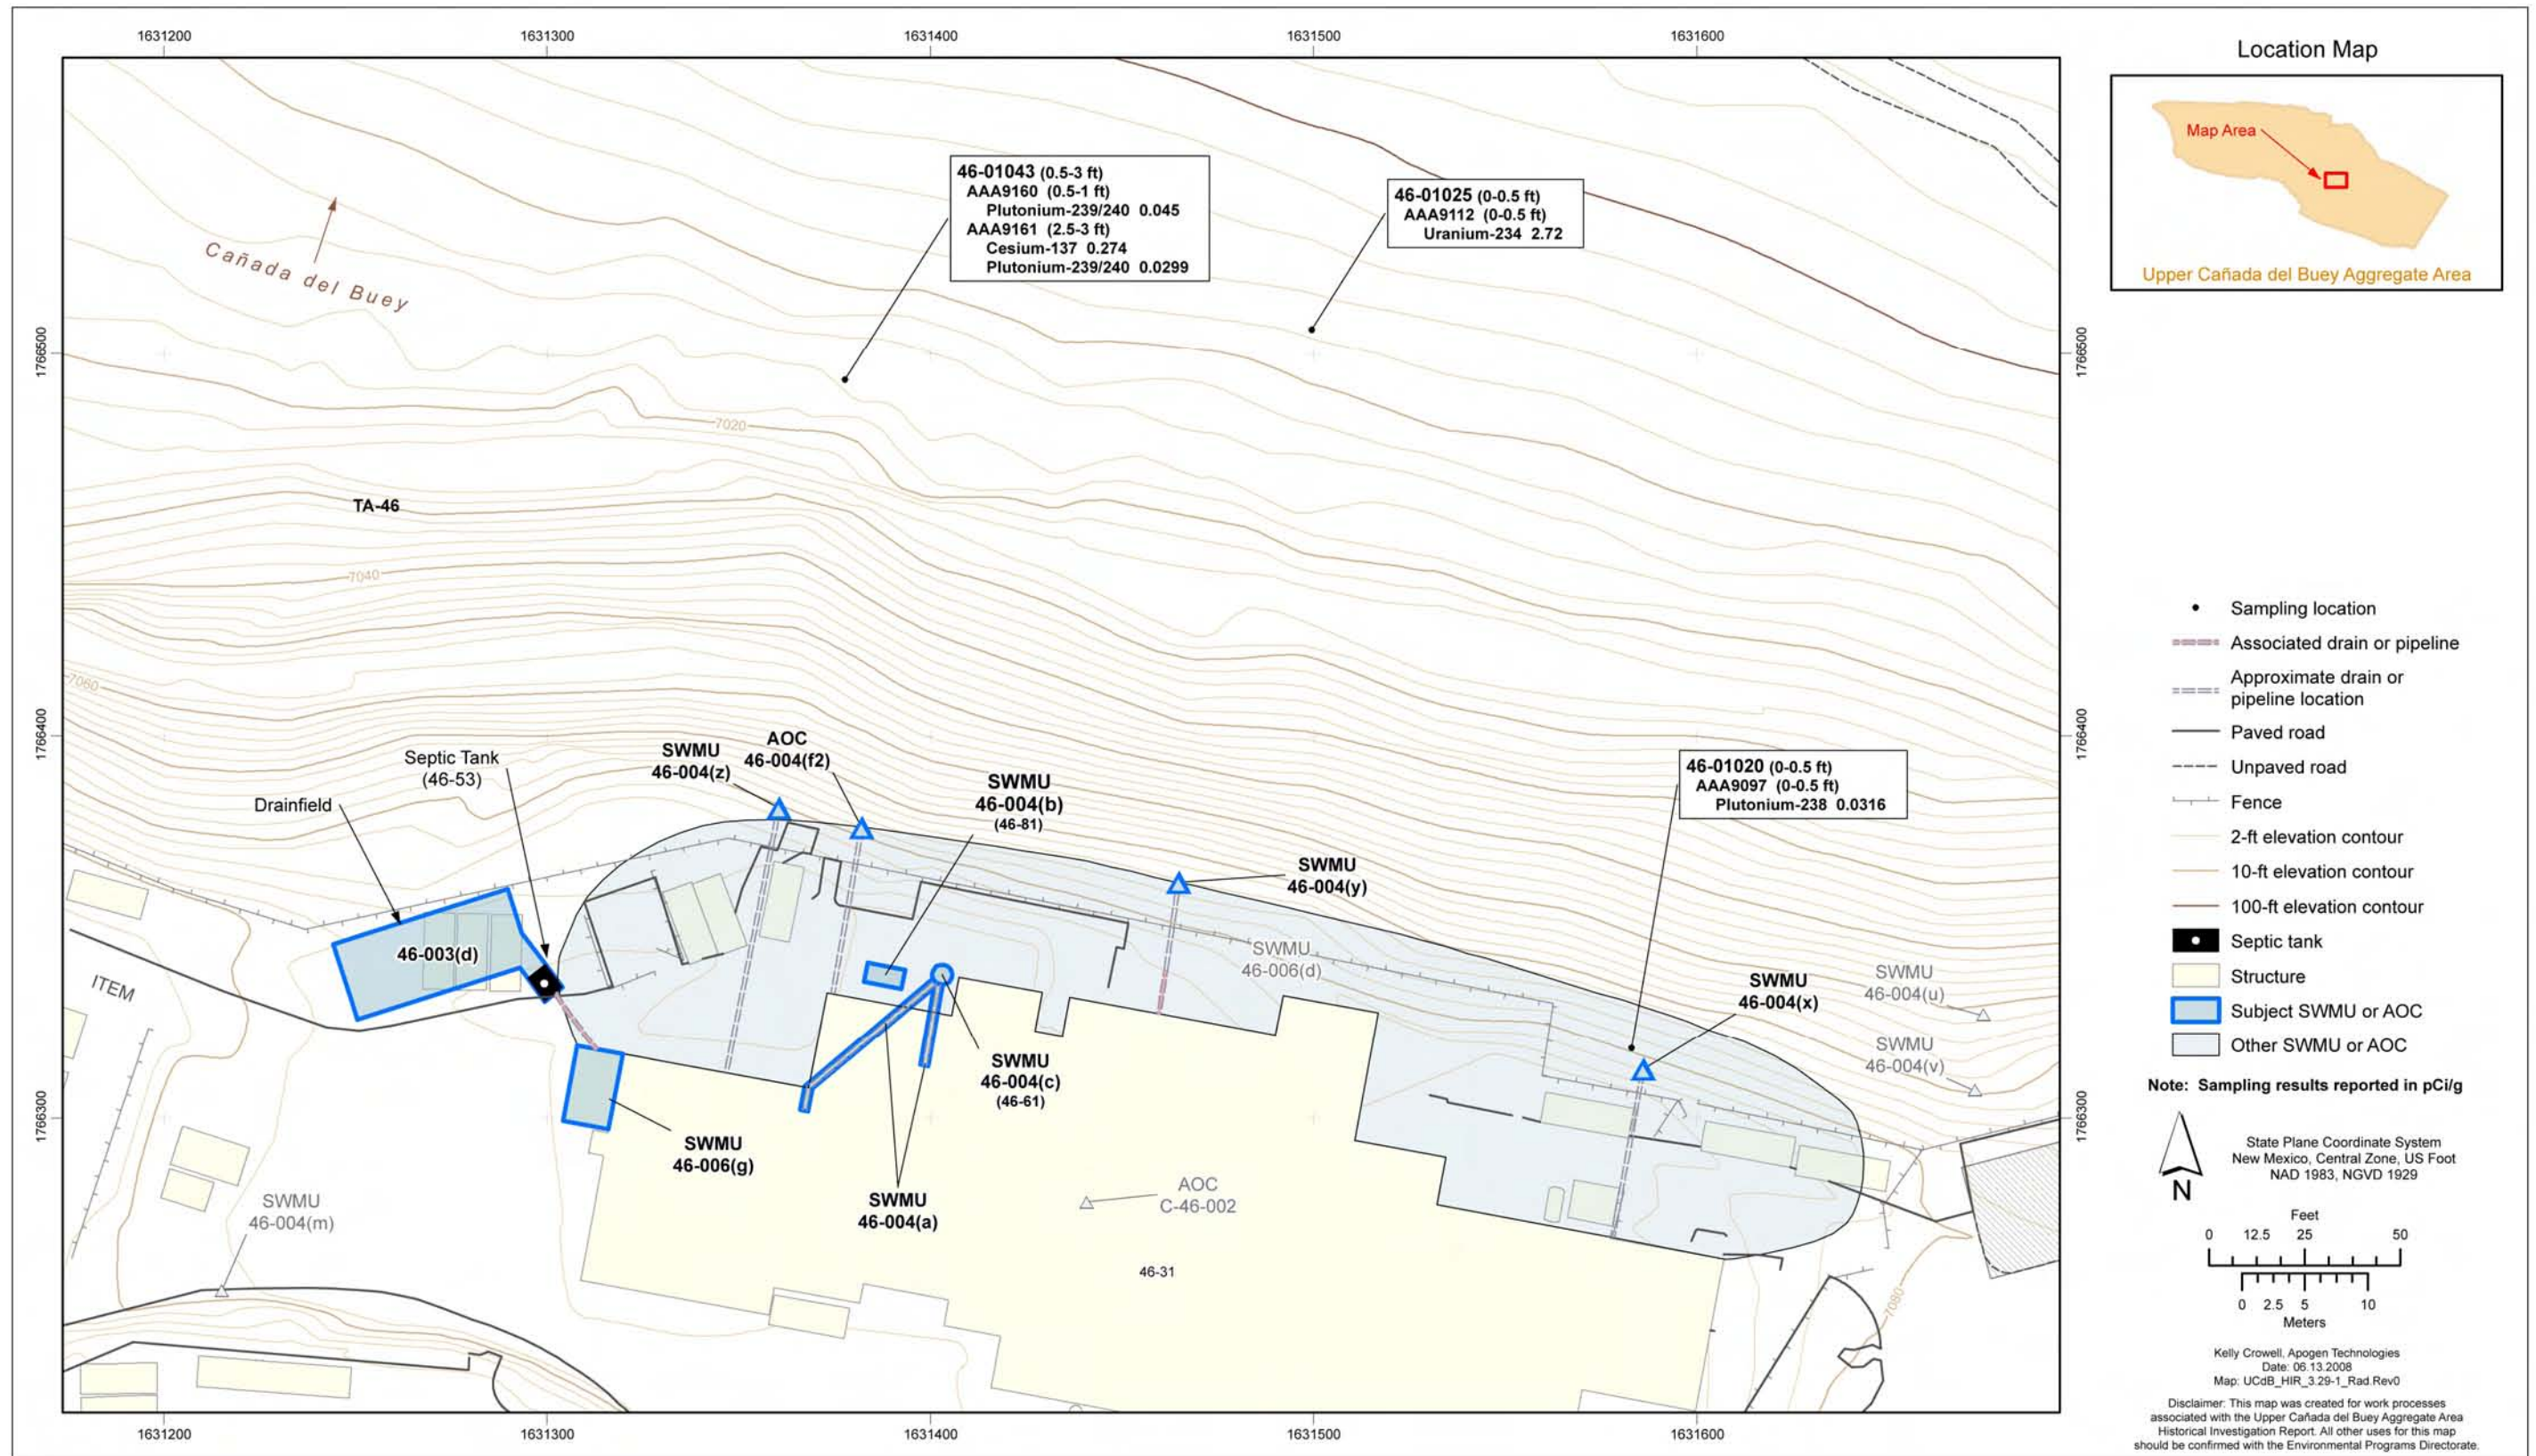 1631200
1631300
1631400
1631500
1631600
Location Map
Map Area
Upper Cañada del Buey Aggregate Area
46-01043 (0.5-3 ft)
AAA9160 (0.5-1 ft)
Plutonium-239/240 0.045
AAA9161 (2.5-3 ft)
Cesium-137 0.274
Plutonium-239/240 0.0299
46-01025 (0-0.5 ft)
AAA9112 (0-0.5 ft)
Uranium-234 2.72
Cañada del Buey
1766500
1766500
7020
TA-46
7040
7060
1766400
1766400
Septic Tank
(46-53)
Drainfield
SWMU
46-004(z)
AOC
46-004(f2)
SWMU
46-004(b)
(46-81)
46-01020 (0-0.5 ft)
AAA9097 (0-0.5 ft)
Plutonium-238 0.0316
SWMU
46-004(y)
46-003(d)
SWMU
46-006(d)
SWMU
46-004(x)
SWMU
46-004(u)
SWMU
46-004(v)
ITEM
SWMU
46-004(c)
(46-61)
1766300
1766300
SWMU
46-006(g)
SWMU
46-004(a)
AOC
C-46-002
SWMU
46-004(m)
46-31
7080
1631200
1631300
1631400
1631500
1631600
Sampling location
Associated drain or pipeline
Approximate drain or
pipeline location
Paved road
Unpaved road
Fence
2-ft elevation contour
10-ft elevation contour
100-ft elevation contour
Septic tank
Structure
Subject SWMU or AOC
Other SWMU or AOC
Note: Sampling results reported in pCi/g
N
State Plane Coordinate System
New Mexico, Central Zone, US Foot
NAD 1983, NGVD 1929
Feet
0 12.5 25 50
0 2.5 5 10
Meters
Kelly Crowell, Apogen Technologies
Date: 06.13.2008
Map: UCdB_HIR_3.29-1_Rad.Rev0
Disclaimer: This map was created for work processes
associated with the Upper Cañada del Buey Aggregate Area
Historical Investigation Report. All other uses for this map
should be confirmed with the Environmental Programs Directorate.